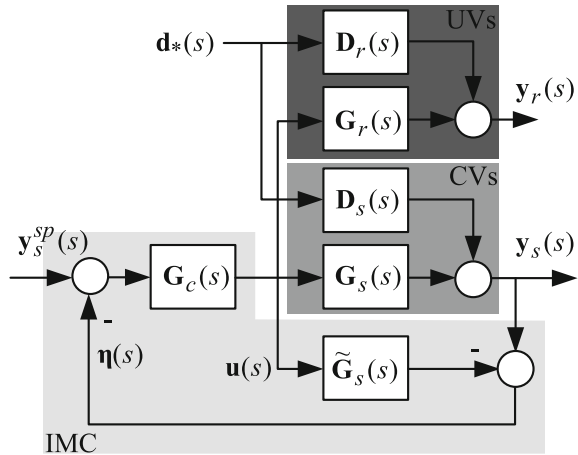 UVs
𝐝*(s)
𝐃r(s)
𝐲r(s)
𝐆r(s)
CVs
𝐃s(s)
𝐲s^sp(s)
𝐲s(s)
𝐆c(s)
𝐆s(s)
-
𝛈(s)
-
𝐮(s)
𝐆̃s(s)
IMC